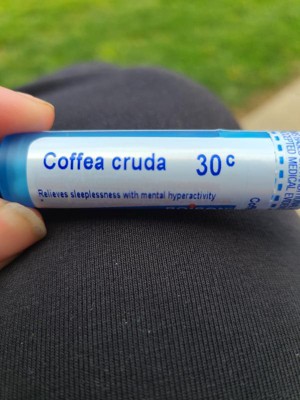 Coffea cruda 30c
Relieves sleeplessness with mental hyperactivity